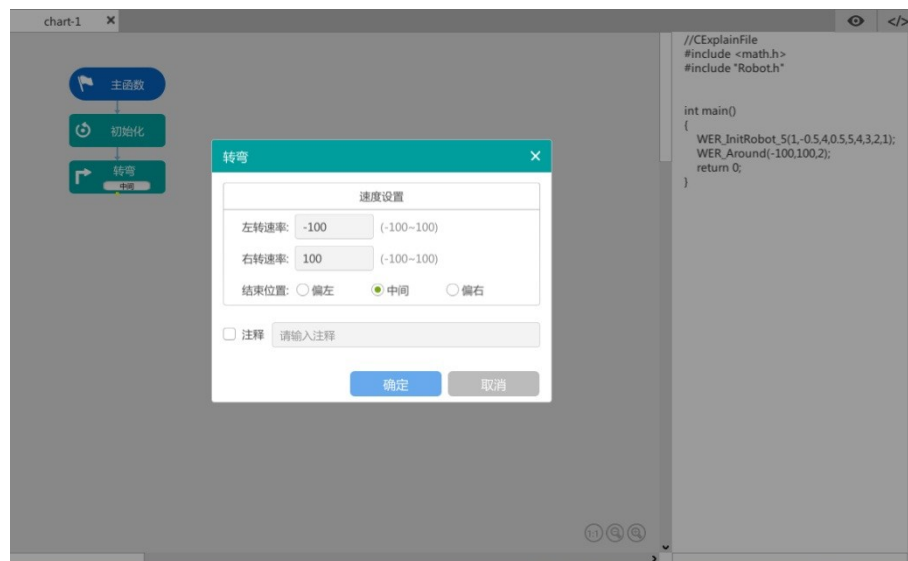 chart-1
</>
主函数
初始化
转弯
中间
转弯
速度设置
左转速率: -100 (-100~100)
右转速率: 100 (-100~100)
结束位置: 偏左 中间 偏右
注释 请输入注释
确定 取消
1:1
//CExplainFile
#include <math.h>
#include "Robot.h"
int main()
{
WER_InitRobot_5(1,-0.5,4,0.5,5,4,3,2,1);
WER_Around(-100,100,2);
return 0;
}